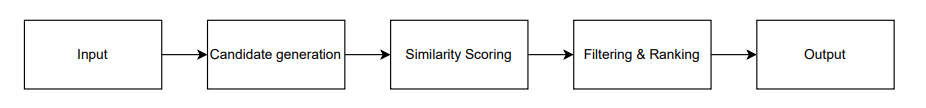 Input
Candidate generation
Similarity Scoring
Filtering & Ranking
Output